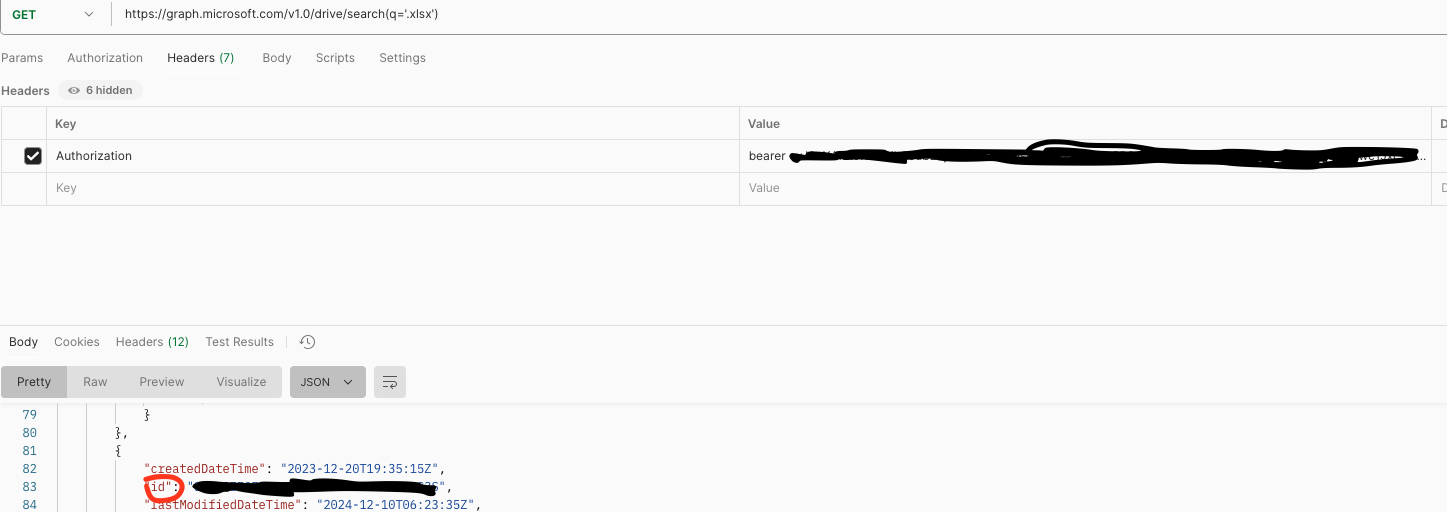 GET https://graph.microsoft.com/v1.0/drive/search(q='.xlsx')
Params Authorization Headers (7) Body Scripts Settings
Headers 6 hidden
Key Value D
Authorization bearer ...
Key Value D
Body Cookies Headers (12) Test Results
Pretty Raw Preview Visualize JSON
79 }
80 },
81 {
82 "createdDateTime": "2023-12-20T19:35:15Z",
83 "id": " ",
84 "lastModifiedDateTime": "2024-12-10T06:23:35Z",